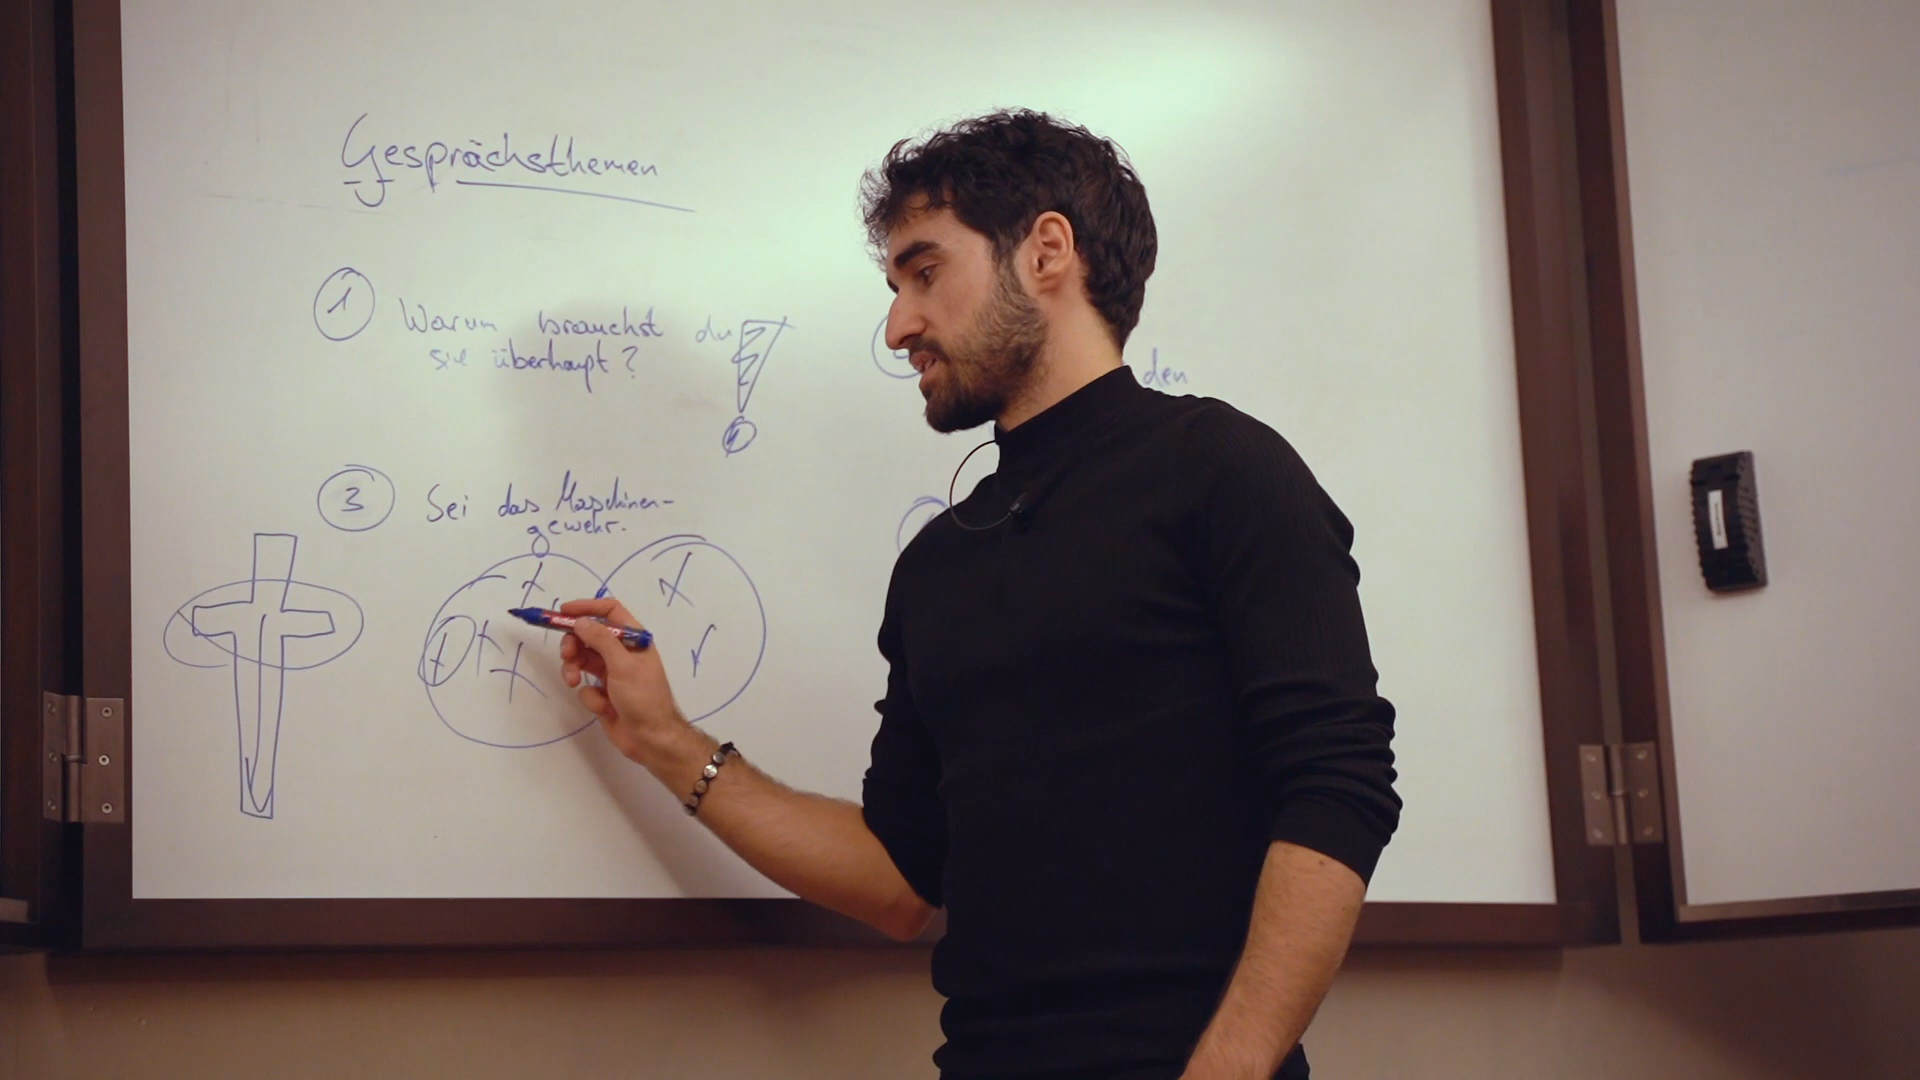 Gesprächsthemen
1 Warum brauchst du
sie überhaupt?
den
3 Sei das Maschinen-
gewehr.